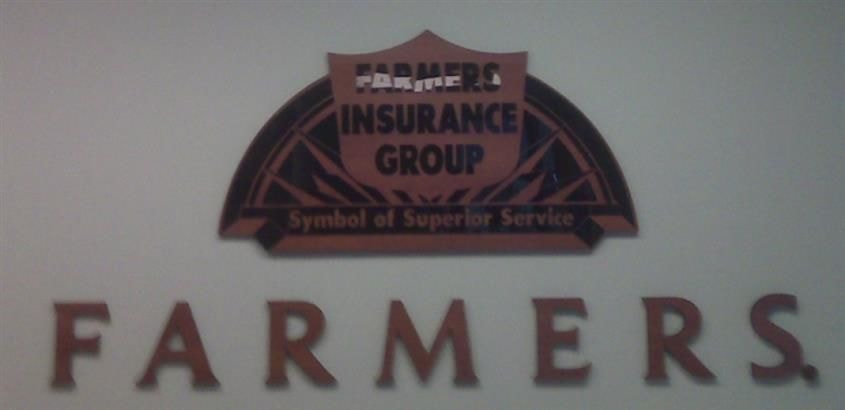 FARMERS
INSURANCE
GROUP
Symbol of Superior Service
FARMERS.